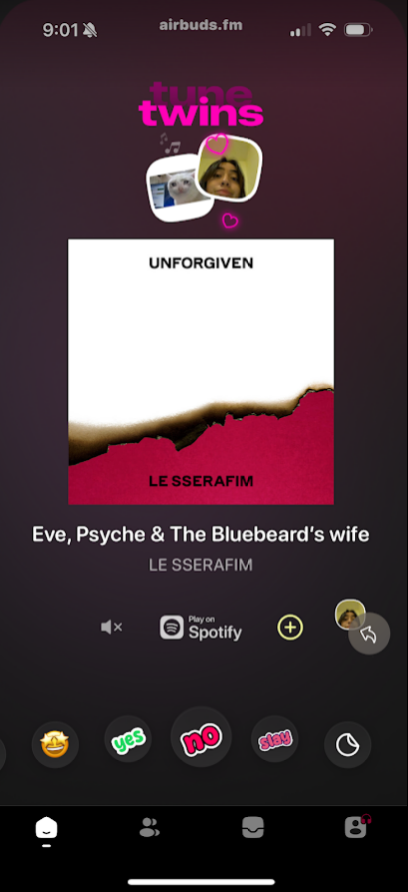 9:01
airbuds.fm
tune
twins
UNFORGIVEN
LE SSERAFIM
Eve, Psyche & The Bluebeard's wife
LE SSERAFIM
Play on
Spotify
yes
no
slay